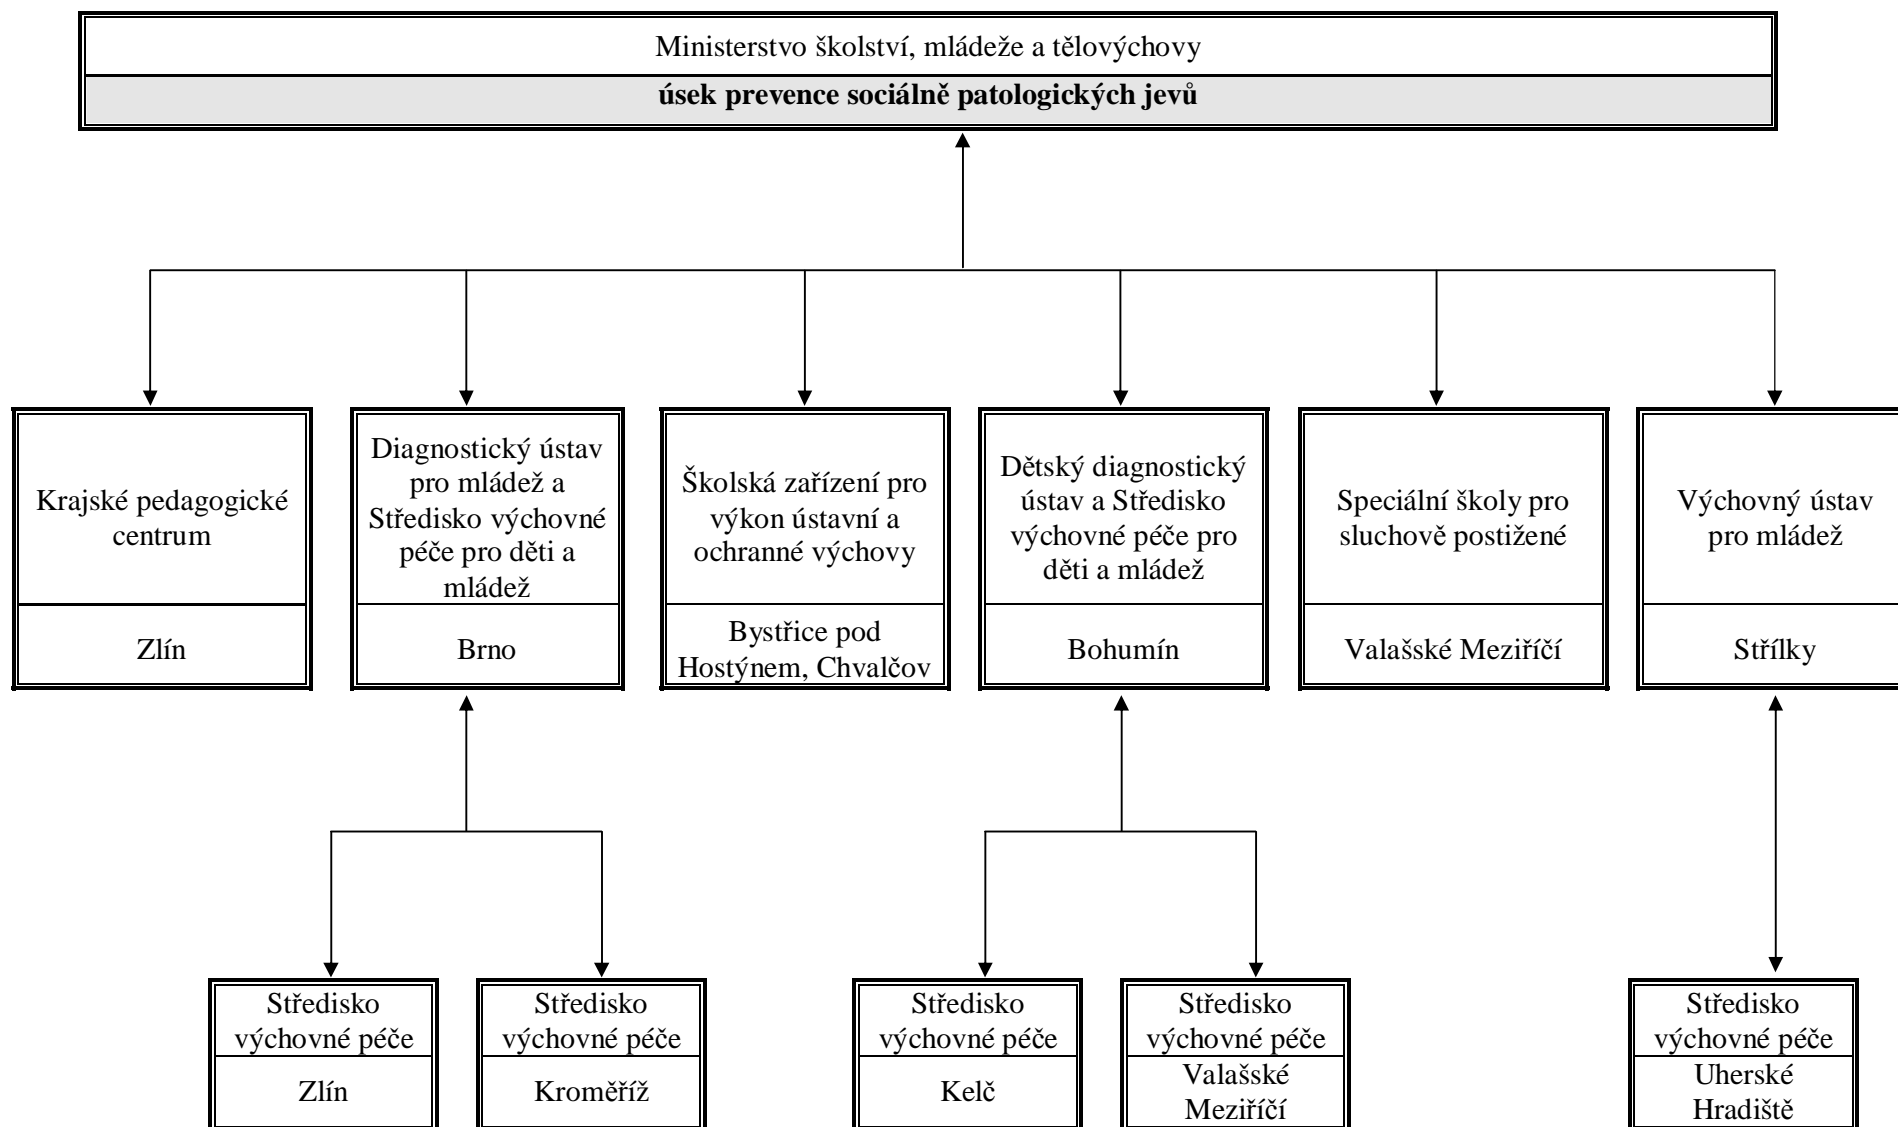 Ministerstvo školství, mládeže a tělovýchovy
úsek prevence sociálně patologických jevů
Krajské pedagogické
centrum
Zlín
Diagnostický ústav
pro mládež a
Středisko výchovné
péče pro děti a
mládež
Brno
Školská zařízení pro
výkon ústavní a
ochranné výchovy
Bystřice pod
Hostýnem, Chvalčov
Dětský diagnostický
ústav a Středisko
výchovné péče pro
děti a mládež
Bohumín
Speciální školy pro
sluchově postižené
Valašské Meziříčí
Výchovný ústav
pro mládež
Střílky
Středisko
výchovné péče
Zlín
Středisko
výchovné péče
Kroměříž
Středisko
výchovné péče
Kelč
Středisko
výchovné péče
Valašské
Meziříčí
Středisko
výchovné péče
Uherské
Hradiště